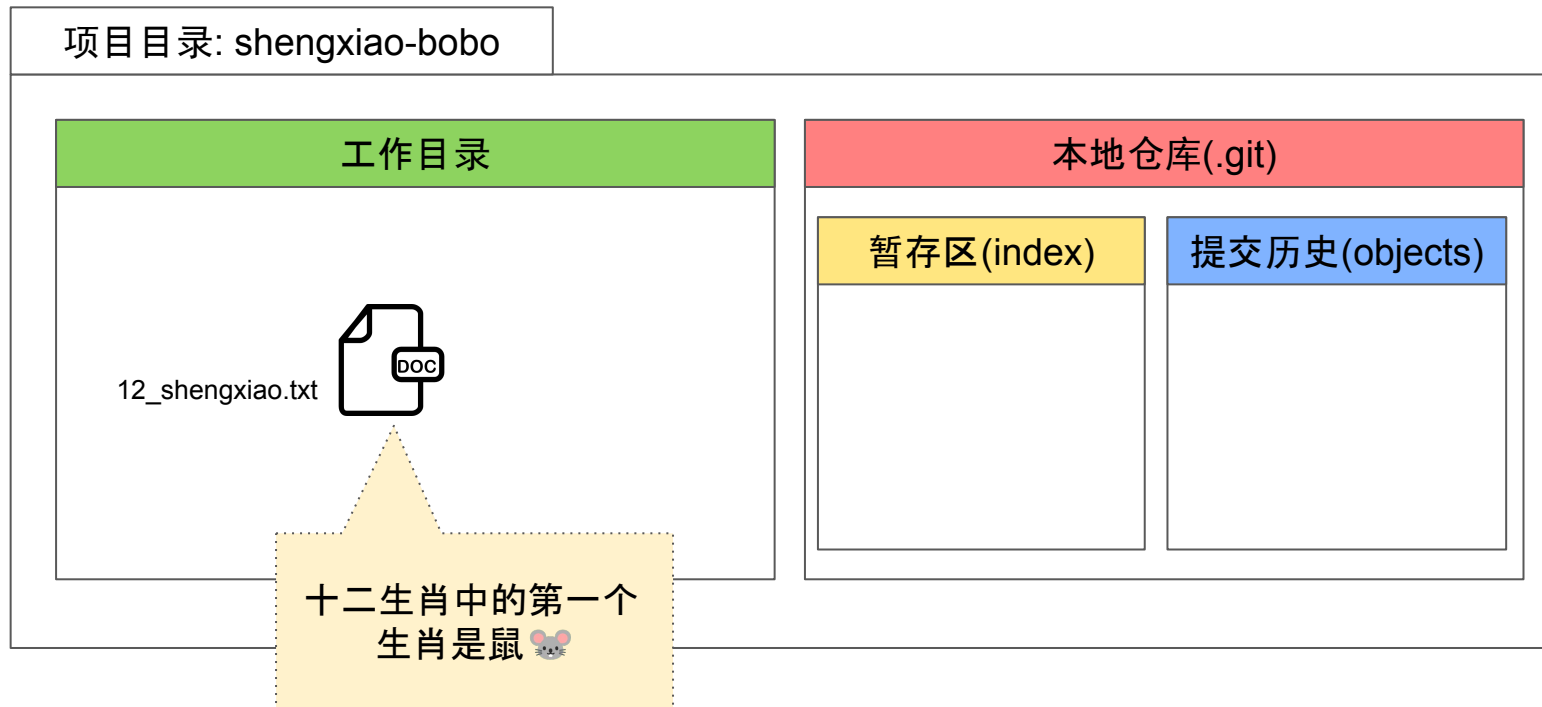 项目目录: shengxiao-bobo
工作目录
本地仓库(.git)
暂存区(index)
提交历史(objects)
DOC
12_shengxiao.txt
十二生肖中的第一个
生肖是鼠🐭